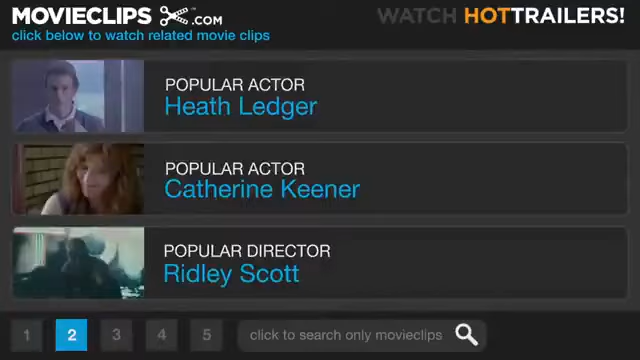 MOVIECLIPS .COM
WATCH HOTTRAILERS!
click below to watch related movie clips
POPULAR ACTOR
Heath Ledger
POPULAR ACTOR
Catherine Keener
POPULAR DIRECTOR
Ridley Scott
1 2 3 4 5 click to search only movieclips